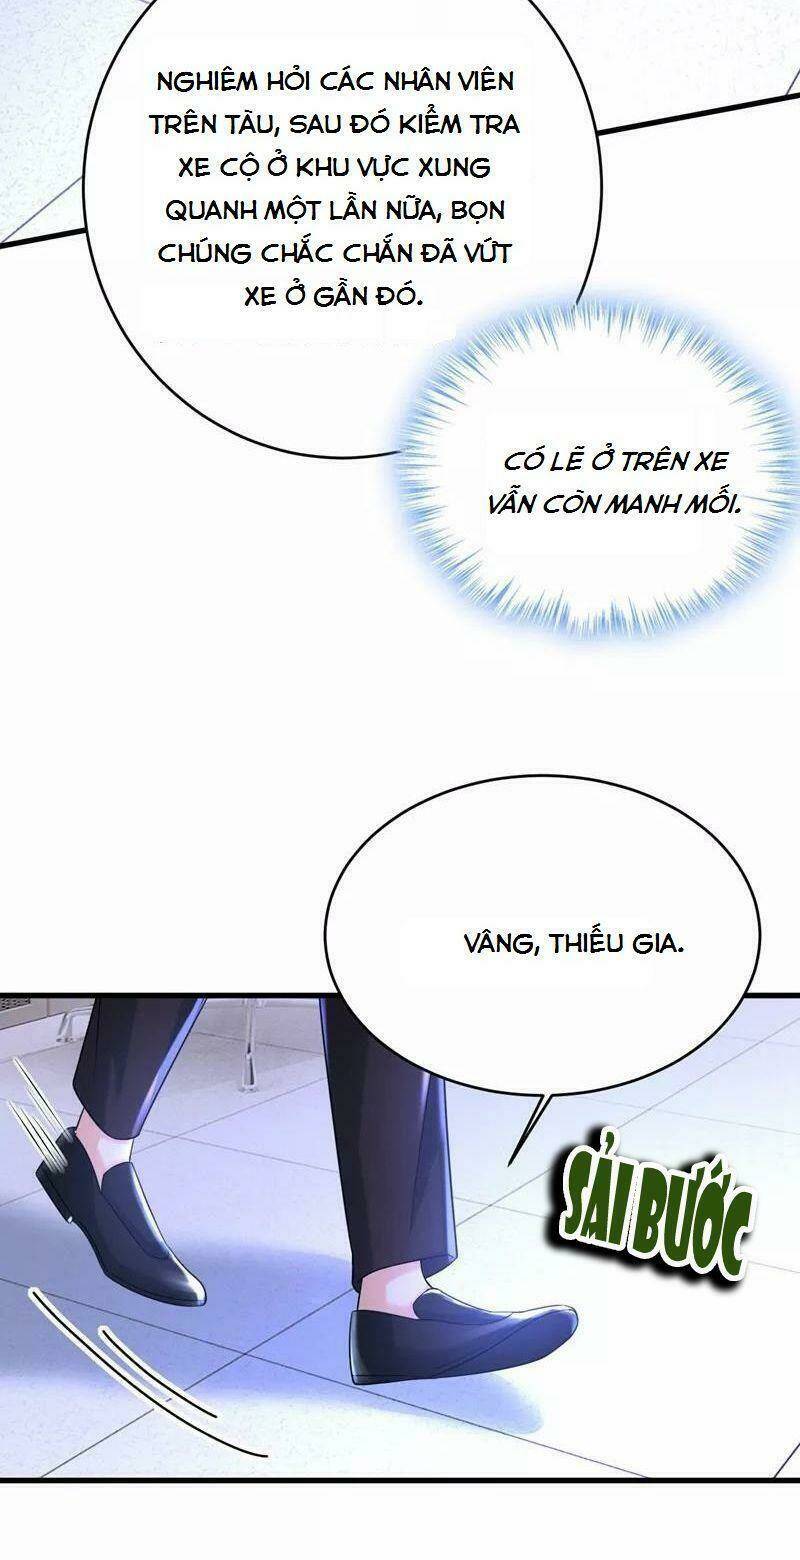 NGHIÊM HỎI CÁC NHÂN VIÊN
TRÊN TÀU, SAU ĐÓ KIỂM TRA
XE CỘ Ở KHU VỰC XUNG
QUANH MỘT LẦN NỮA, BỌN
CHÚNG CHẮC CHẮN ĐÃ VỨT
XE Ở GẦN ĐÓ.
CÓ LẼ Ở TRÊN XE
VẪN CÒN MANH MỐI.
VÂNG, THIẾU GIA.
SẢI BƯỚC